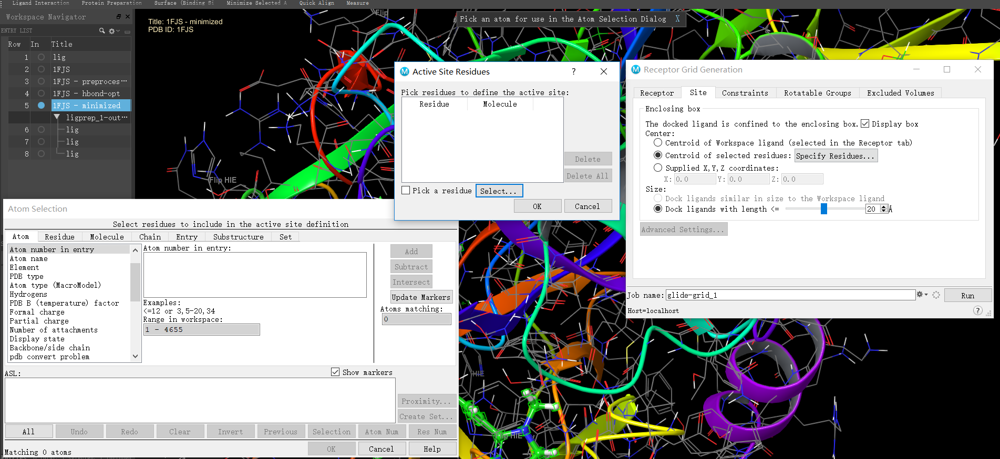 Ligand Interaction Protein Preparation Surface (Binding Si Minimize Selected A Quick Align Measure
Workspace Navigator
ENTRY LIST
Row In Title
1 lig
2 1FJS
3 1FJS - preproces...
4 1FJS - hbond-opt
5 1FJS - minimized
ligprep_1-out...
6 lig
7 lig
8 lig
Title: 1FJS - minimized
PDB ID: 1FJS
Flip
Pick an atom for use in the Atom Selection Dialog X
Flip HIE
HIE
Flip HIE
Active Site Residues
?
Pick residues to define the active site:
Residue Molecule
Delete
Delete All
Pick a residue Select...
OK Cancel
Receptor Grid Generation
Receptor Site Constraints Rotatable Groups Excluded Volumes
Enclosing box
The docked ligand is confined to the enclosing box. Display box
Center:
Centroid of Workspace ligand (selected in the Receptor tab)
Centroid of selected residues: Specify Residues...
Supplied X,Y,Z coordinates:
X: 0.0 Y: 0.0 Z: 0.0
Size:
Dock ligands similar in size to the Workspace ligand
Dock ligands with length <= 20 Å
Advanced Settings...
Job name: glide-grid_1 Run
Host=localhost ?
Atom Selection
Select residues to include in the active site definition
Atom Residue Molecule Chain Entry Substructure Set
Atom number in entry
Atom name
Element
PDB type
Atom type (MacroModel)
Hydrogens
PDB B (temperature) factor
Formal charge
Partial charge
Number of attachments
Display state
Backbone/side chain
pdb convert problem
Atom number in entry:
Examples:
<=12 or 3,5-20,34
Range in workspace:
1 - 4655
Add
Subtract
Intersect
Update Markers
Atoms matching:
0
ASL: Show markers
Proximity...
Create Set...
All Undo Redo Clear Invert Previous Selection Atom Num Res Num
Matching 0 atoms OK Cancel Help